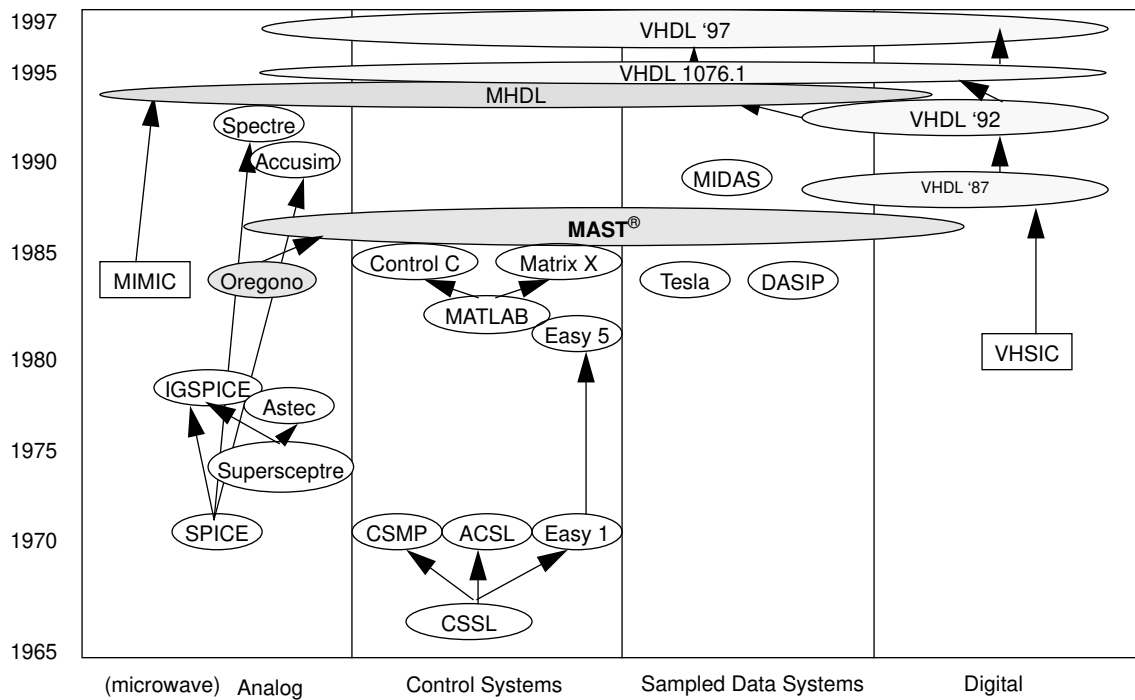 1997
VHDL ‘97
1995
VHDL 1076.1
MHDL
Spectre
VHDL ‘92
1990
Accusim
MIDAS
VHDL ‘87
MAST®
1985
Control C
Matrix X
MIMIC
Oregono
Tesla
DASIP
MATLAB
Easy 5
1980
VHSIC
IGSPICE
Astec
1975
Supersceptre
1970
SPICE
CSMP
ACSL
Easy 1
CSSL
1965
(microwave)
Analog
Control Systems
Sampled Data Systems
Digital